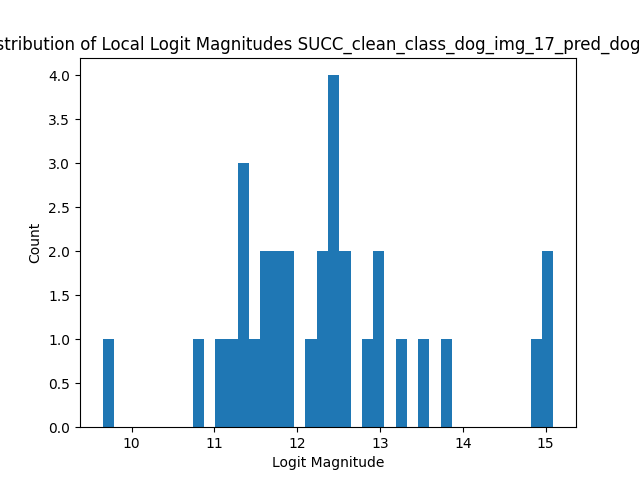 stribution of Local Logit Magnitudes SUCC_clean_class_dog_img_17_pred_dog
4.0
3.5
3.0
2.5
2.0
1.5
1.0
0.5
0.0
Count
10 11 12 13 14 15
Logit Magnitude